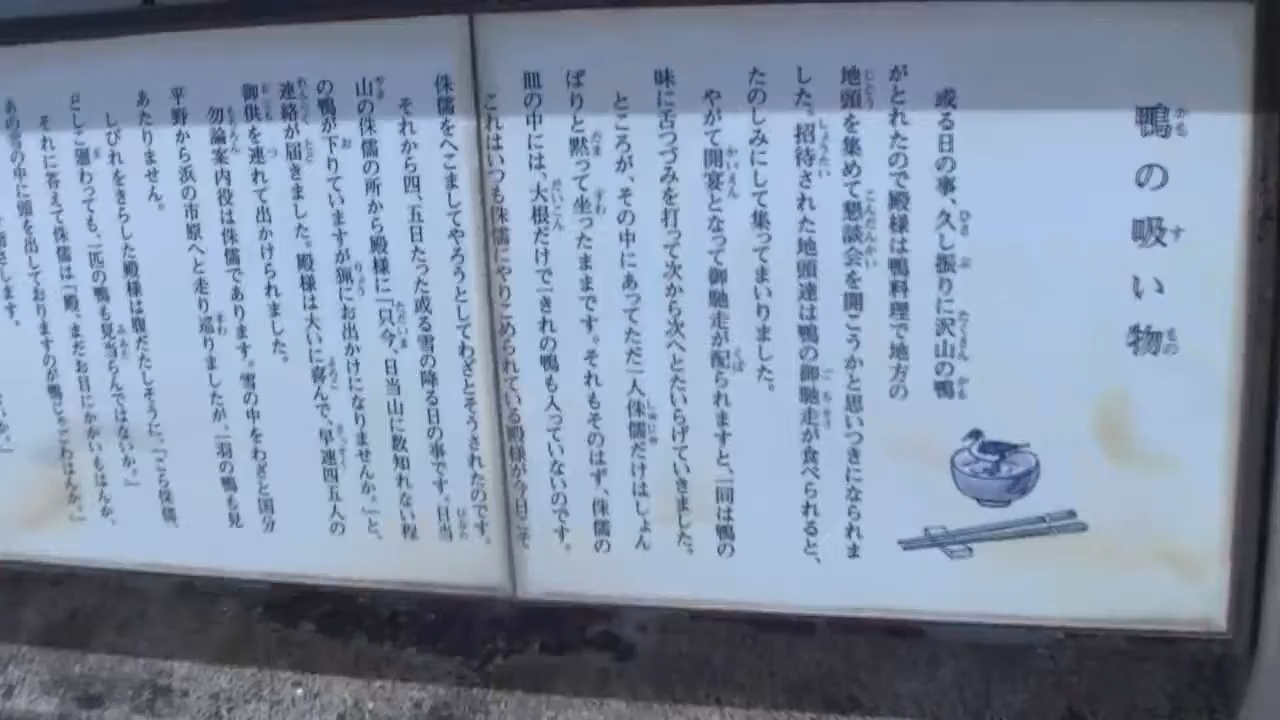 鴨の吸い物
或る日の事、久し振りに沢山の鴨
がとれたので殿様は鴨料理で地方の
地頭を集めて懇談会を開こうかと思いつきになられま
した。招待された地頭達は鴨の御馳走が食べられると、
たのしみにして集ってまいりました。
やがて開宴となって御馳走が配られますと、一同は鴨の
味に舌つづみを打って次から次へとたいらげていきました。
ところが、その中にあってただ一人侏儒だけはしょん
ぼりと黙って坐ったままです。それもそのはず、侏儒の
皿の中には、大根だけで一きれの鴨も入っていないのです。
これはいつも侏儒にやりこめられている殿様が今日こそ
侏儒をへこましてやろうとしてわざとそうされたのです。
それから四、五日たった或る雪の降る日の事です。日当
山の侏儒の所から殿様に「只今、日当山に数知れない程
の鴨が下りていますが猟にお出かけになりませんか。」と、
連絡が届きました。殿様は大いに喜んで、早速四五人の
御供を連れて出かけられました。
勿論案内役は侏儒であります。雪の中をわざと国分
平野から浜の市原へと走り巡りましたが、一羽の鴨も見
あたりません。
しびれをきらした殿様は腹だたしそうに、「こら侏儒、
どしこ廻わっても、一匹の鴨も見当らんではないか。」
それに答えて侏儒は「殿、まだお目にかかいもはんか。
あの雪の中に頭を出しておりますのが鴨じゃごわはんか。」